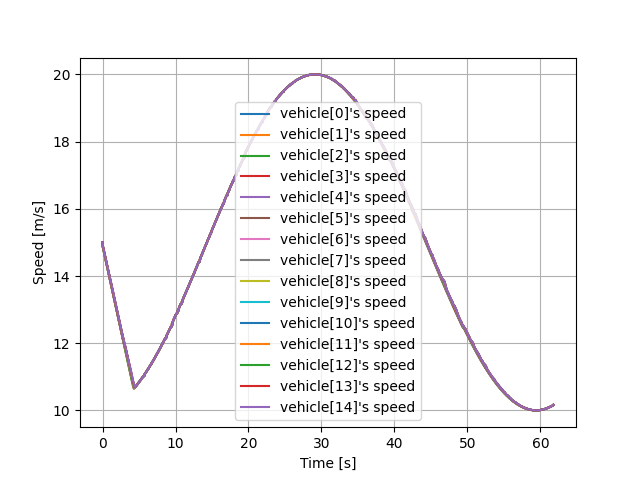 20
18
16
14
12
10
Speed [m/s]
vehicle[0]'s speed
vehicle[1]'s speed
vehicle[2]'s speed
vehicle[3]'s speed
vehicle[4]'s speed
vehicle[5]'s speed
vehicle[6]'s speed
vehicle[7]'s speed
vehicle[8]'s speed
vehicle[9]'s speed
vehicle[10]'s speed
vehicle[11]'s speed
vehicle[12]'s speed
vehicle[13]'s speed
vehicle[14]'s speed
0 10 20 30 40 50 60
Time [s]